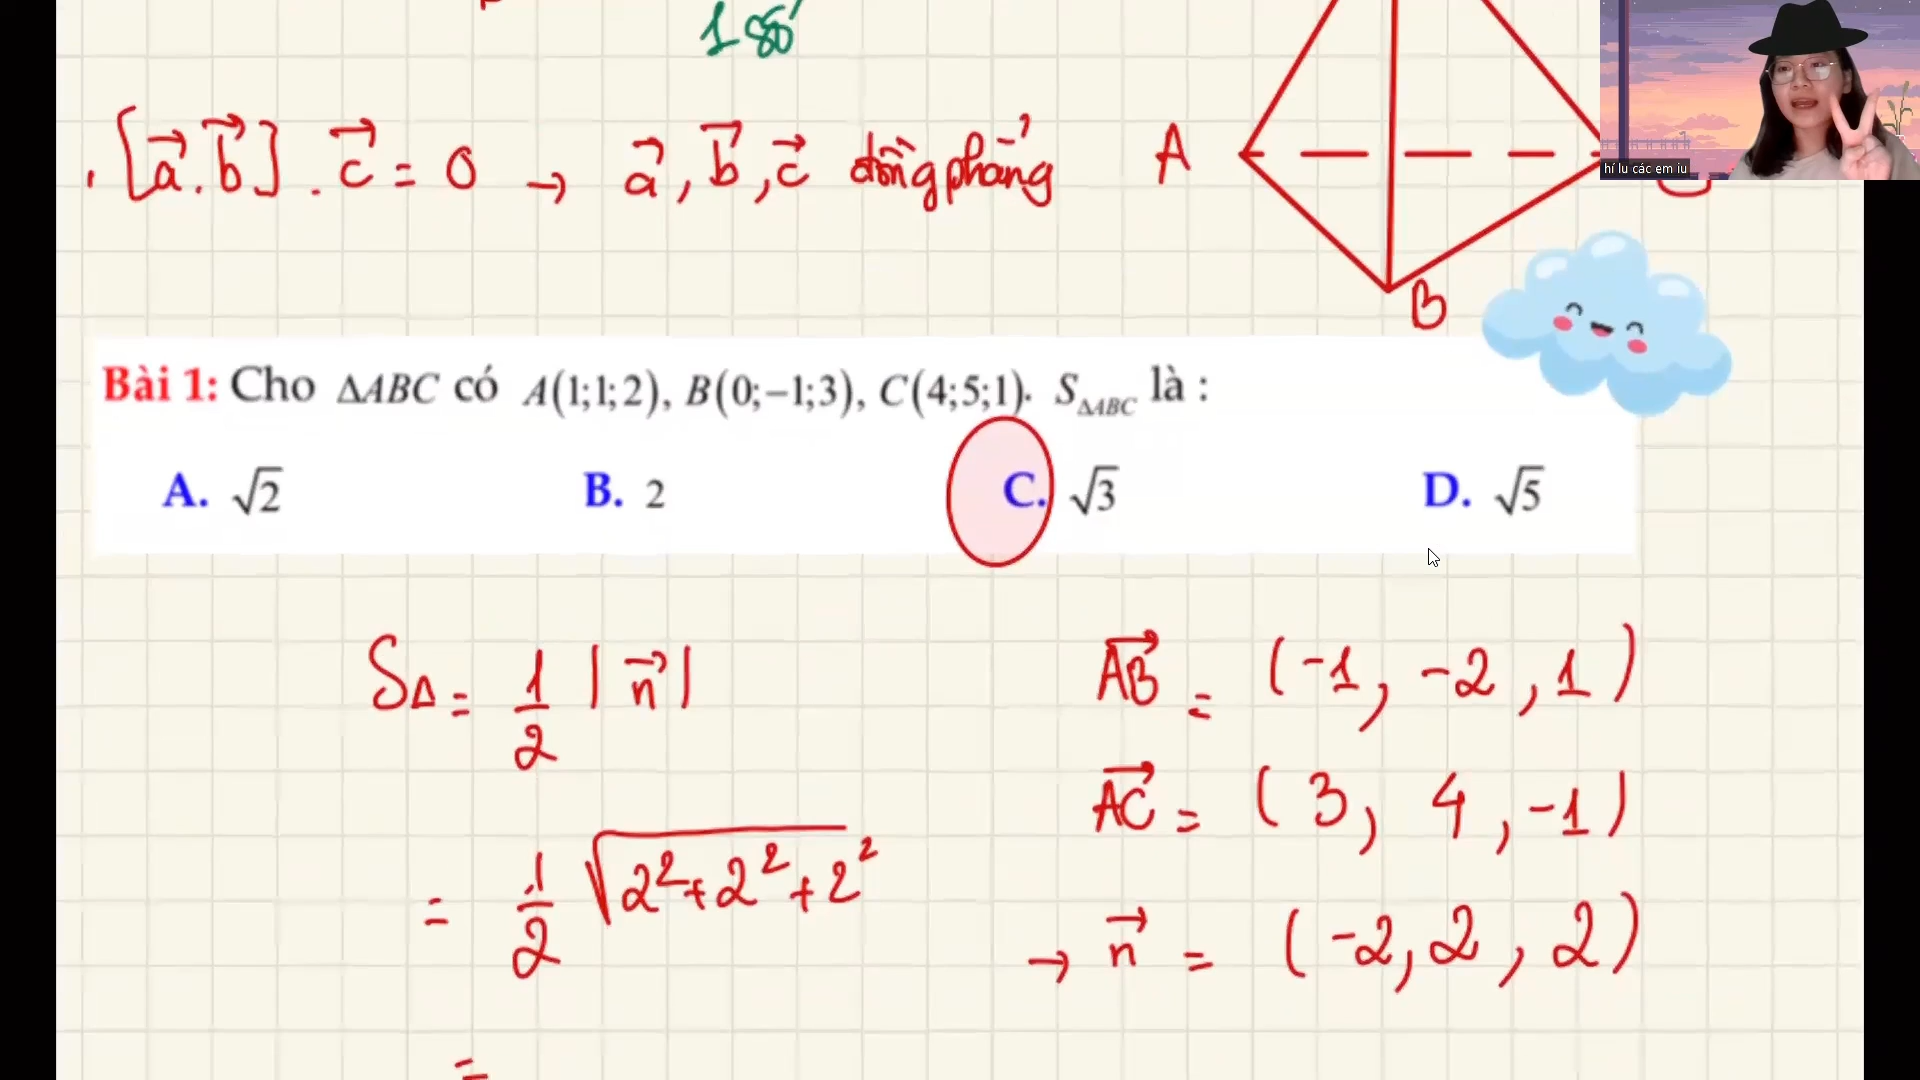 180'
hí lu các em iu
. [a⃗.b⃗] . c⃗ = 0 → a⃗, b⃗, c⃗ đồng phẳng
A
B
Bài 1: Cho ΔABC có A(1;1;2), B(0;−1;3), C(4;5;1). S_ΔABC là :
A. √2 B. 2 C. √3 D. √5
SΔ = 1/2 |n⃗|
AB⃗ = (-1, -2, 1)
AC⃗ = (3, 4, -1)
= 1/2 √(2²+2²+2²)
→ n⃗ = (-2, 2, 2)
=